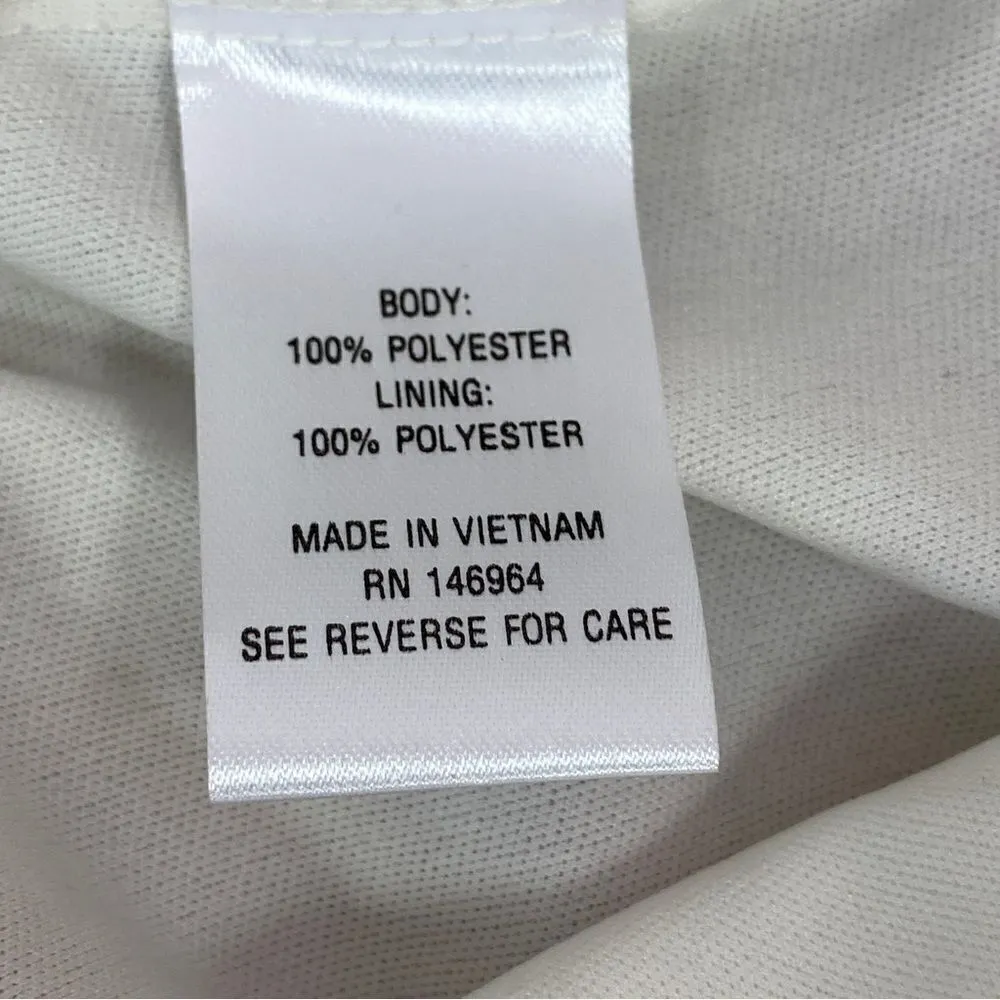 BODY:
100% POLYESTER
LINING:
100% POLYESTER
MADE IN VIETNAM
RN 146964
SEE REVERSE FOR CARE